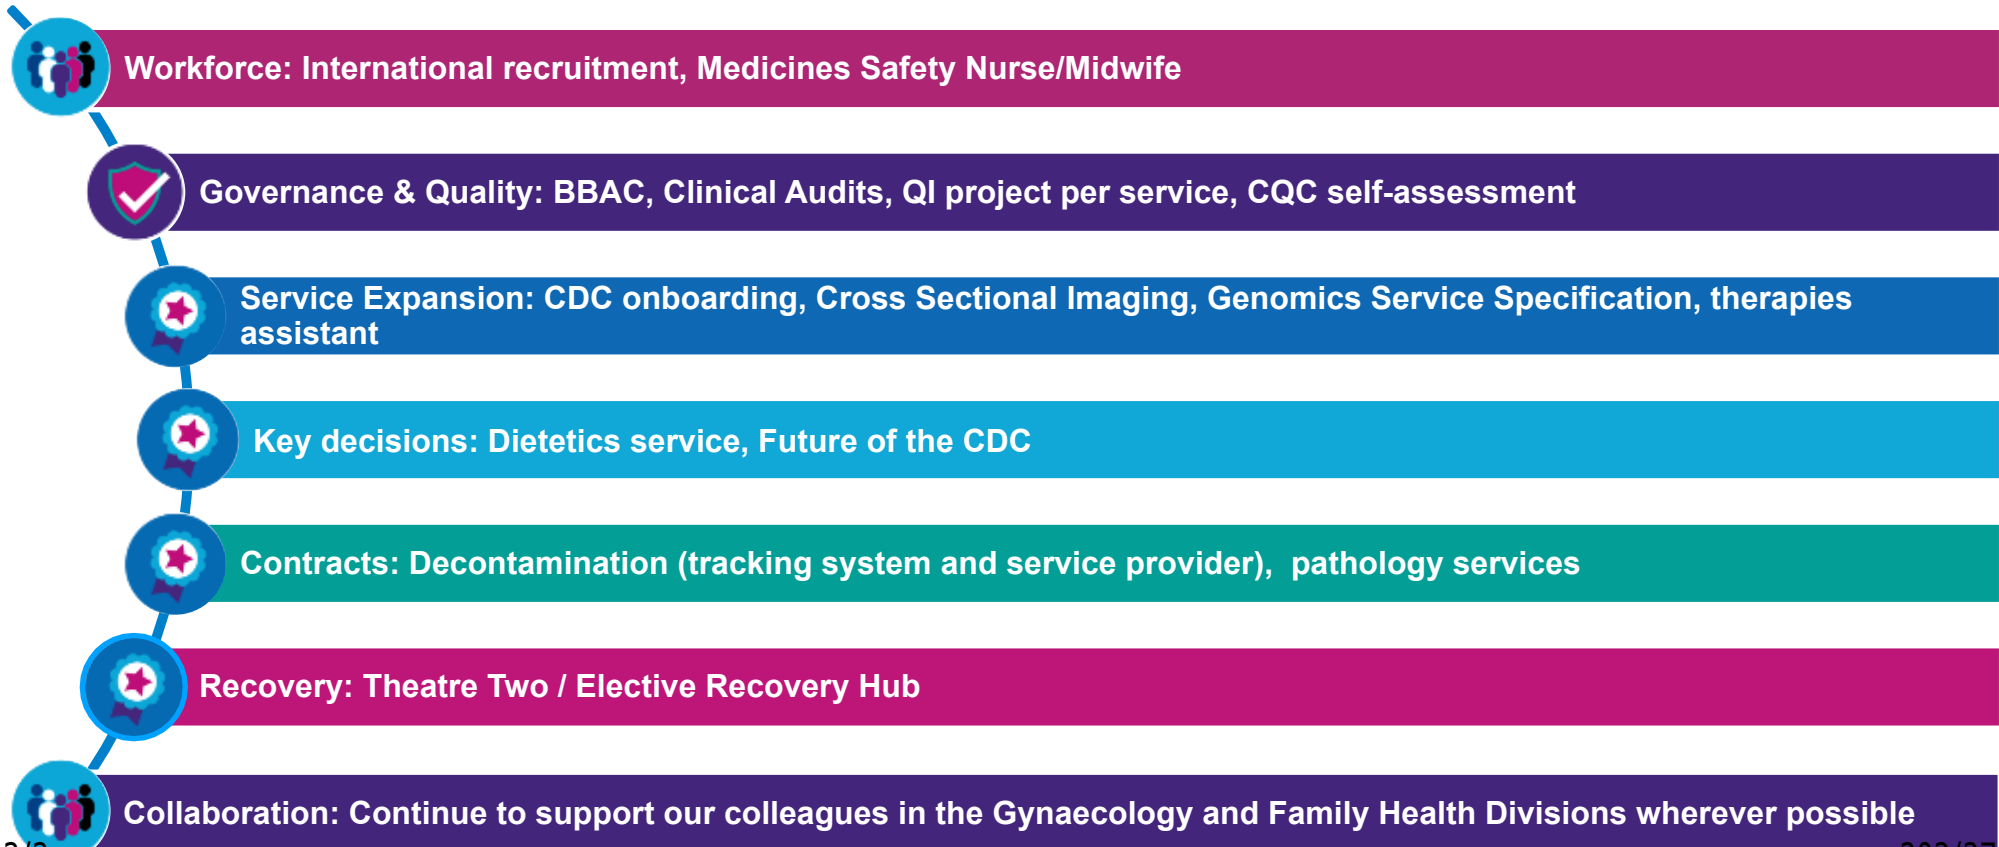 Workforce: International recruitment, Medicines Safety Nurse/Midwife
Governance & Quality: BBAC, Clinical Audits, QI project per service, CQC self-assessment
Service Expansion: CDC onboarding, Cross Sectional Imaging, Genomics Service Specification, therapies
assistant
Key decisions: Dietetics service, Future of the CDC
Contracts: Decontamination (tracking system and service provider),  pathology services
Recovery: Theatre Two / Elective Recovery Hub
Collaboration: Continue to support our colleagues in the Gynaecology and Family Health Divisions wherever possible